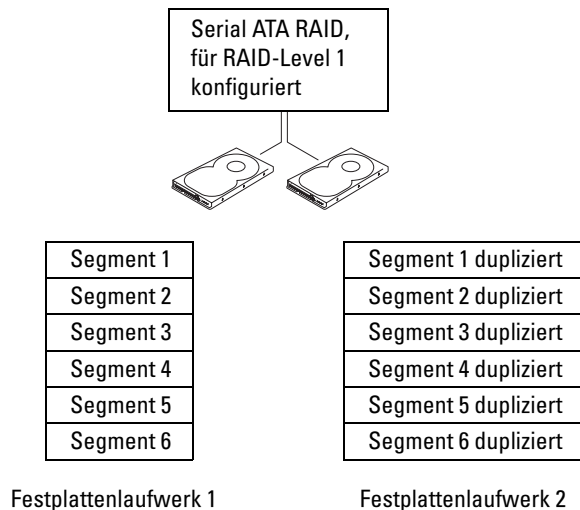 Serial ATA RAID,
für RAID-Level 1
konfiguriert
Segment 1
Segment 2
Segment 3
Segment 4
Segment 5
Segment 6
Festplattenlaufwerk 1
Segment 1 dupliziert
Segment 2 dupliziert
Segment 3 dupliziert
Segment 4 dupliziert
Segment 5 dupliziert
Segment 6 dupliziert
Festplattenlaufwerk 2